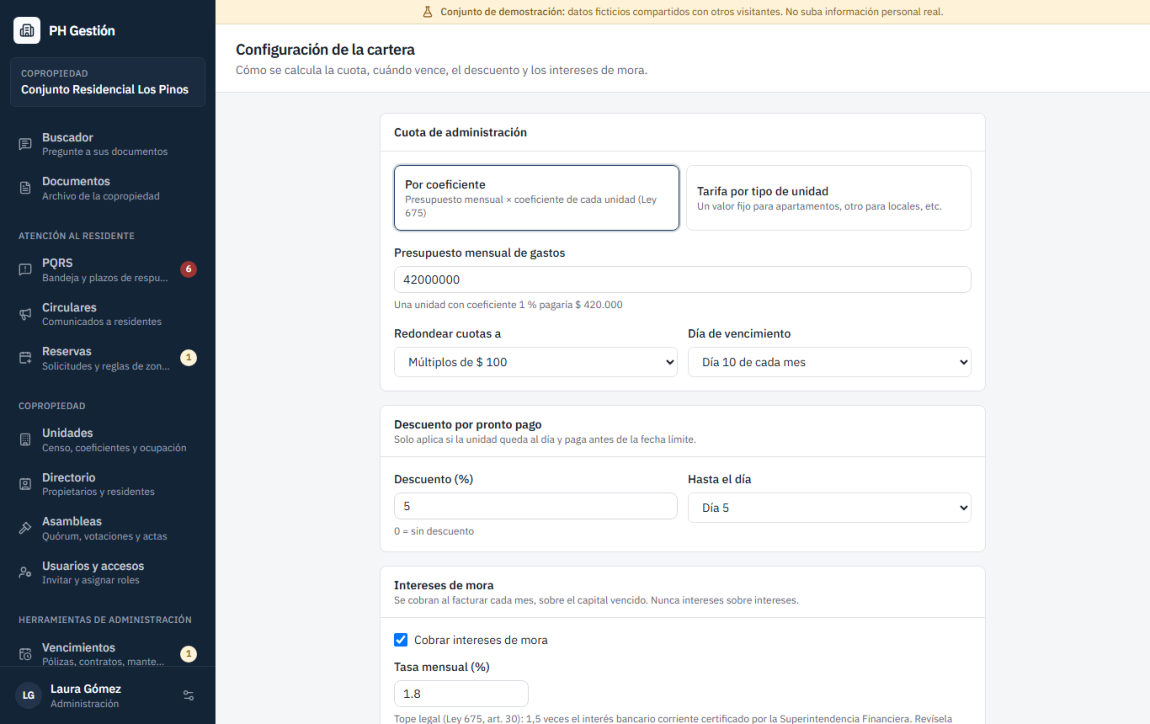 PH Gestión
COPROPIEDAD
Conjunto Residencial Los Pinos
Buscador
Pregunte a sus documentos
Documentos
Archivo de la copropiedad
ATENCIÓN AL RESIDENTE
PQRS
Bandeja y plazos de respu...
6
Circulares
Comunicados a residentes
Reservas
Solicitudes y reglas de zon...
1
COPROPIEDAD
Unidades
Censo, coeficientes y ocupación
Directorio
Propietarios y residentes
Asambleas
Quórum, votaciones y actas
Usuarios y accesos
Invitar y asignar roles
HERRAMIENTAS DE ADMINISTRACIÓN
Vencimientos
Pólizas, contratos, mante...
1
LG
Laura Gómez
Administración
Conjunto de demostración: datos ficticios compartidos con otros visitantes. No suba información personal real.
Configuración de la cartera
Cómo se calcula la cuota, cuándo vence, el descuento y los intereses de mora.
Cuota de administración
Por coeficiente
Presupuesto mensual × coeficiente de cada unidad (Ley
675)
Tarifa por tipo de unidad
Un valor fijo para apartamentos, otro para locales, etc.
Presupuesto mensual de gastos
42000000
Una unidad con coeficiente 1 % pagaría $ 420.000
Redondear cuotas a
Día de vencimiento
Múltiplos de $ 100
Día 10 de cada mes
Descuento por pronto pago
Solo aplica si la unidad queda al día y paga antes de la fecha límite.
Descuento (%)
Hasta el día
5
Día 5
0 = sin descuento
Intereses de mora
Se cobran al facturar cada mes, sobre el capital vencido. Nunca intereses sobre intereses.
Cobrar intereses de mora
Tasa mensual (%)
1.8
Tope legal (Ley 675, art. 30): 1,5 veces el interés bancario corriente certificado por la Superintendencia Financiera. Revísela